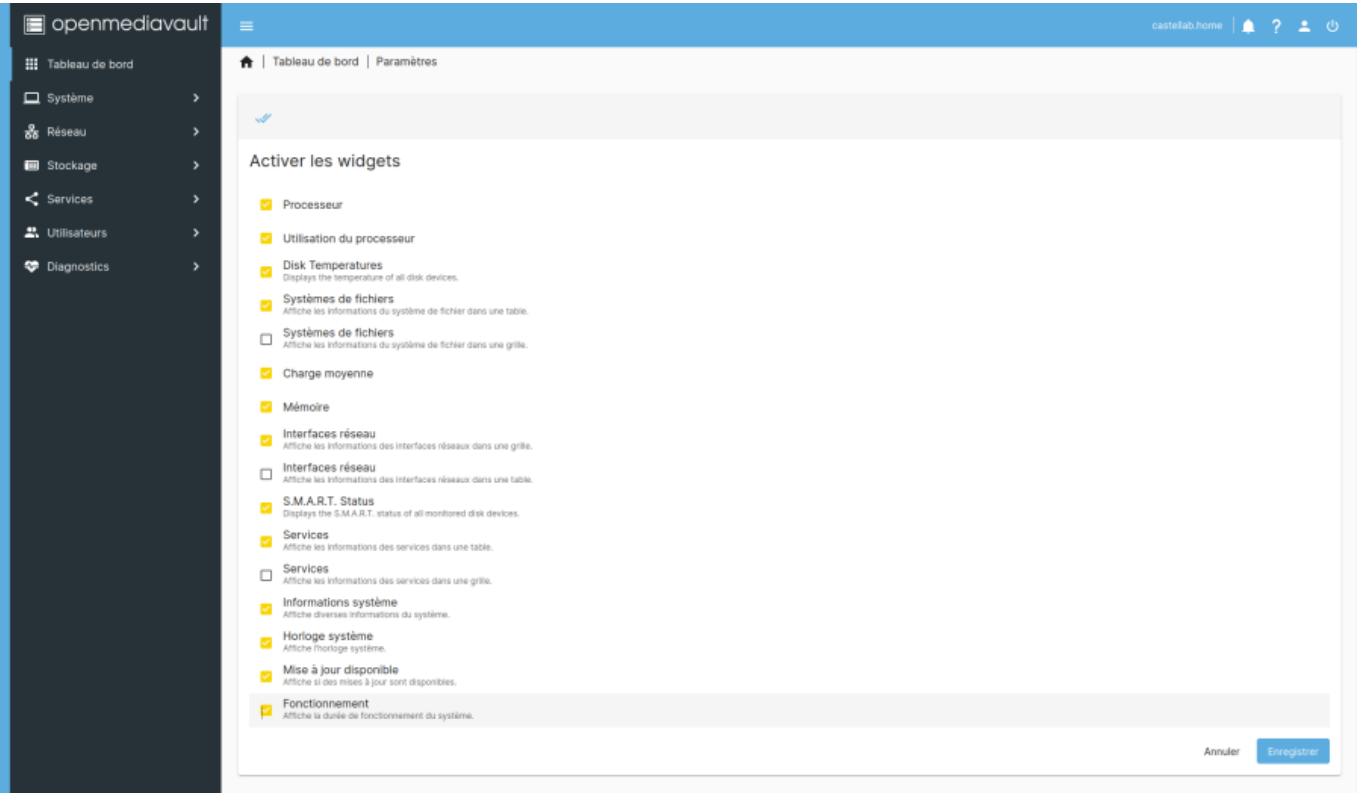 openmediavault
castellab.home
?
Tableau de bord
Système
Réseau
Stockage
Services
Utilisateurs
Diagnostics
| Tableau de bord | Paramètres
Activer les widgets
Processeur
Utilisation du processeur
Disk Temperatures
Displays the temperature of all disk devices.
Systèmes de fichiers
Affiche les informations du système de fichier dans une table.
Systèmes de fichiers
Affiche les informations du système de fichier dans une grille.
Charge moyenne
Mémoire
Interfaces réseau
Affiche les informations des interfaces réseaux dans une grille.
Interfaces réseau
Affiche les informations des interfaces réseaux dans une table.
S.M.A.R.T. Status
Displays the S.M.A.R.T. status of all monitored disk devices.
Services
Affiche les informations des services dans une table.
Services
Affiche les informations des services dans une grille.
Informations système
Affiche diverses informations du système.
Horloge système
Affiche l'horloge système.
Mise à jour disponible
Affiche si des mises à jour sont disponibles.
Fonctionnement
Affiche la durée de fonctionnement du système.
Annuler
Enregistrer